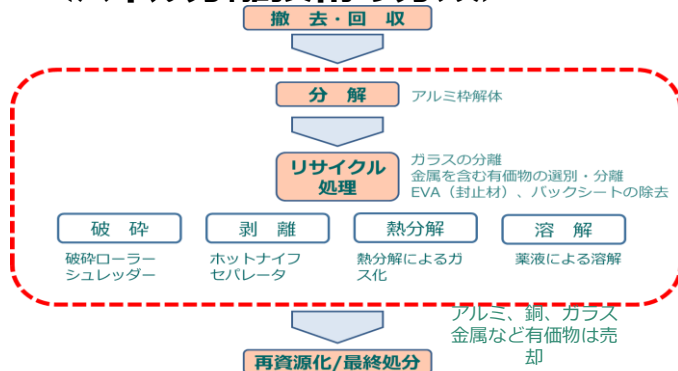 撤 去・回 収
分 解
アルミ枠解体
リサイクル
処理
ガラスの分離
金属を含む有価物の選別・分離
EVA（封止材）、バックシートの除去
破 砕
剥 離
熱分解
溶 解
破砕ローラー
シュレッダー
ホットナイフ
セパレータ
熱分解によるガ
ス化
薬液による溶解
アルミ、銅、ガラス
金属など有価物は売
却
再資源化/最終処分